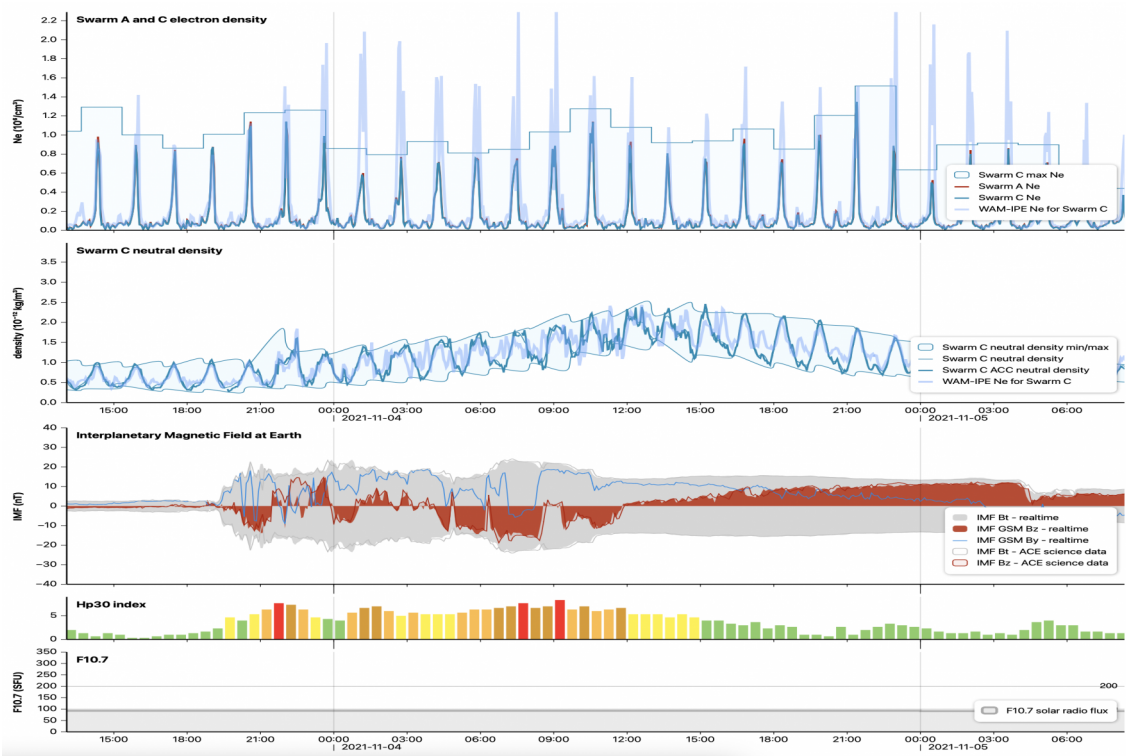 Swarm A and C electron density
Ne (10⁶/cm³)
2.2
2.0
1.8
1.6
1.4
1.2
1.0
0.8
0.6
0.4
0.2
0.0
Swarm C max Ne
Swarm A Ne
Swarm C Ne
WAM-IPE Ne for Swarm C
Swarm C neutral density
density (10⁻¹² kg/m³)
3.5
3.0
2.5
2.0
1.5
1.0
0.5
0.0
Swarm C neutral density min/max
Swarm C neutral density
Swarm C ACC neutral density
WAM-IPE Ne for Swarm C
15:00 18:00 21:00 00:00 03:00 06:00 09:00 12:00 15:00 18:00 21:00 00:00 03:00 06:00
| 2021-11-04 | 2021-11-05
Interplanetary Magnetic Field at Earth
IMF (nT)
40
30
20
10
0
−10
−20
−30
−40
IMF Bt - realtime
IMF GSM Bz - realtime
IMF GSM By - realtime
IMF Bt - ACE science data
IMF Bz - ACE science data
Hp30 index
5
0
F10.7
F10.7 (SFU)
350
300
250
200
150
100
50
0
200
F10.7 solar radio flux
15:00 18:00 21:00 00:00 03:00 06:00 09:00 12:00 15:00 18:00 21:00 00:00 03:00 06:00
| 2021-11-04 | 2021-11-05